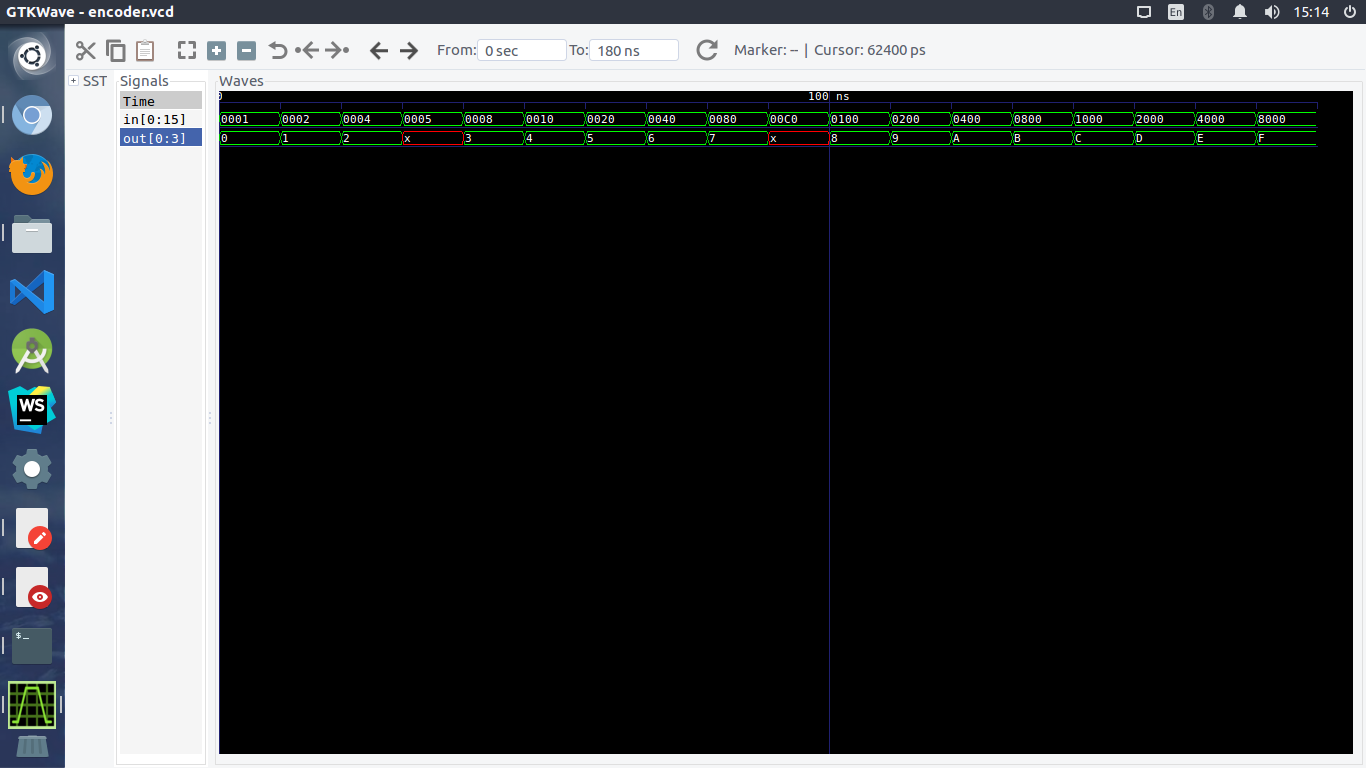 GTKWave - encoder.vcd En 15:14
From: 0 sec To: 180 ns Marker: -- | Cursor: 62400 ps
SST Signals Waves
Time 0 100 ns
in[0:15] 0001 0002 0004 0005 0008 0010 0020 0040 0080 00C0 0100 0200 0400 0800 1000 2000 4000 8000
out[0:3] 0 1 2 x 3 4 5 6 7 x 8 9 A B C D E F
WS
$_